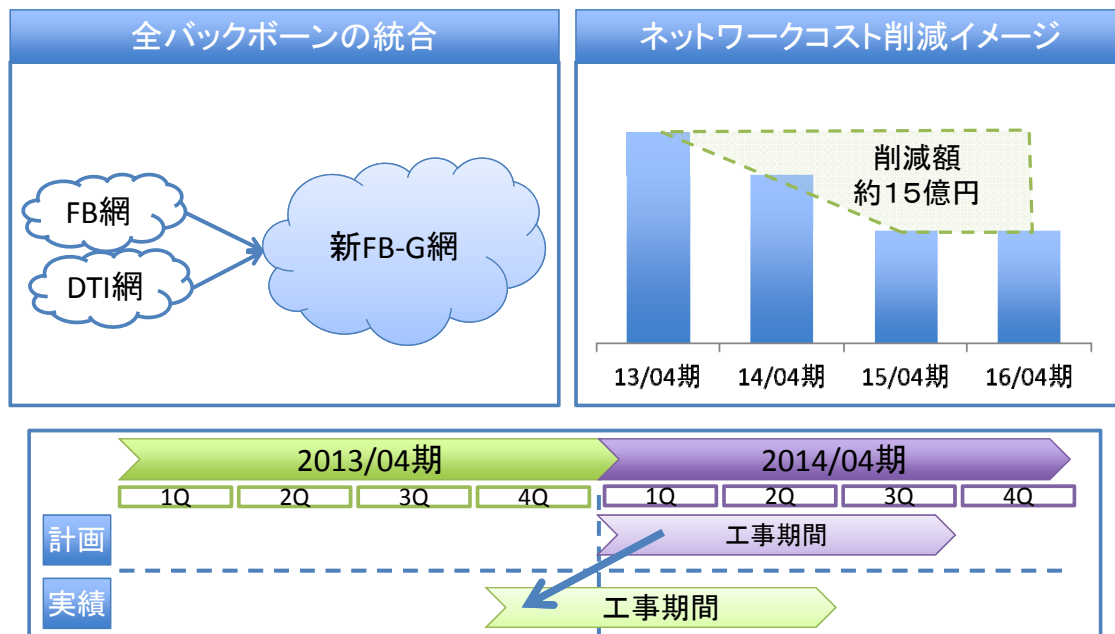 全バックボーンの統合
FB網
DTI網
新FB-G網
ネットワークコスト削減イメージ
削減額
約15億円
13/04期 14/04期 15/04期 16/04期
2013/04期 2014/04期
1Q 2Q 3Q 4Q 1Q 2Q 3Q 4Q
計画 工事期間
実績 工事期間